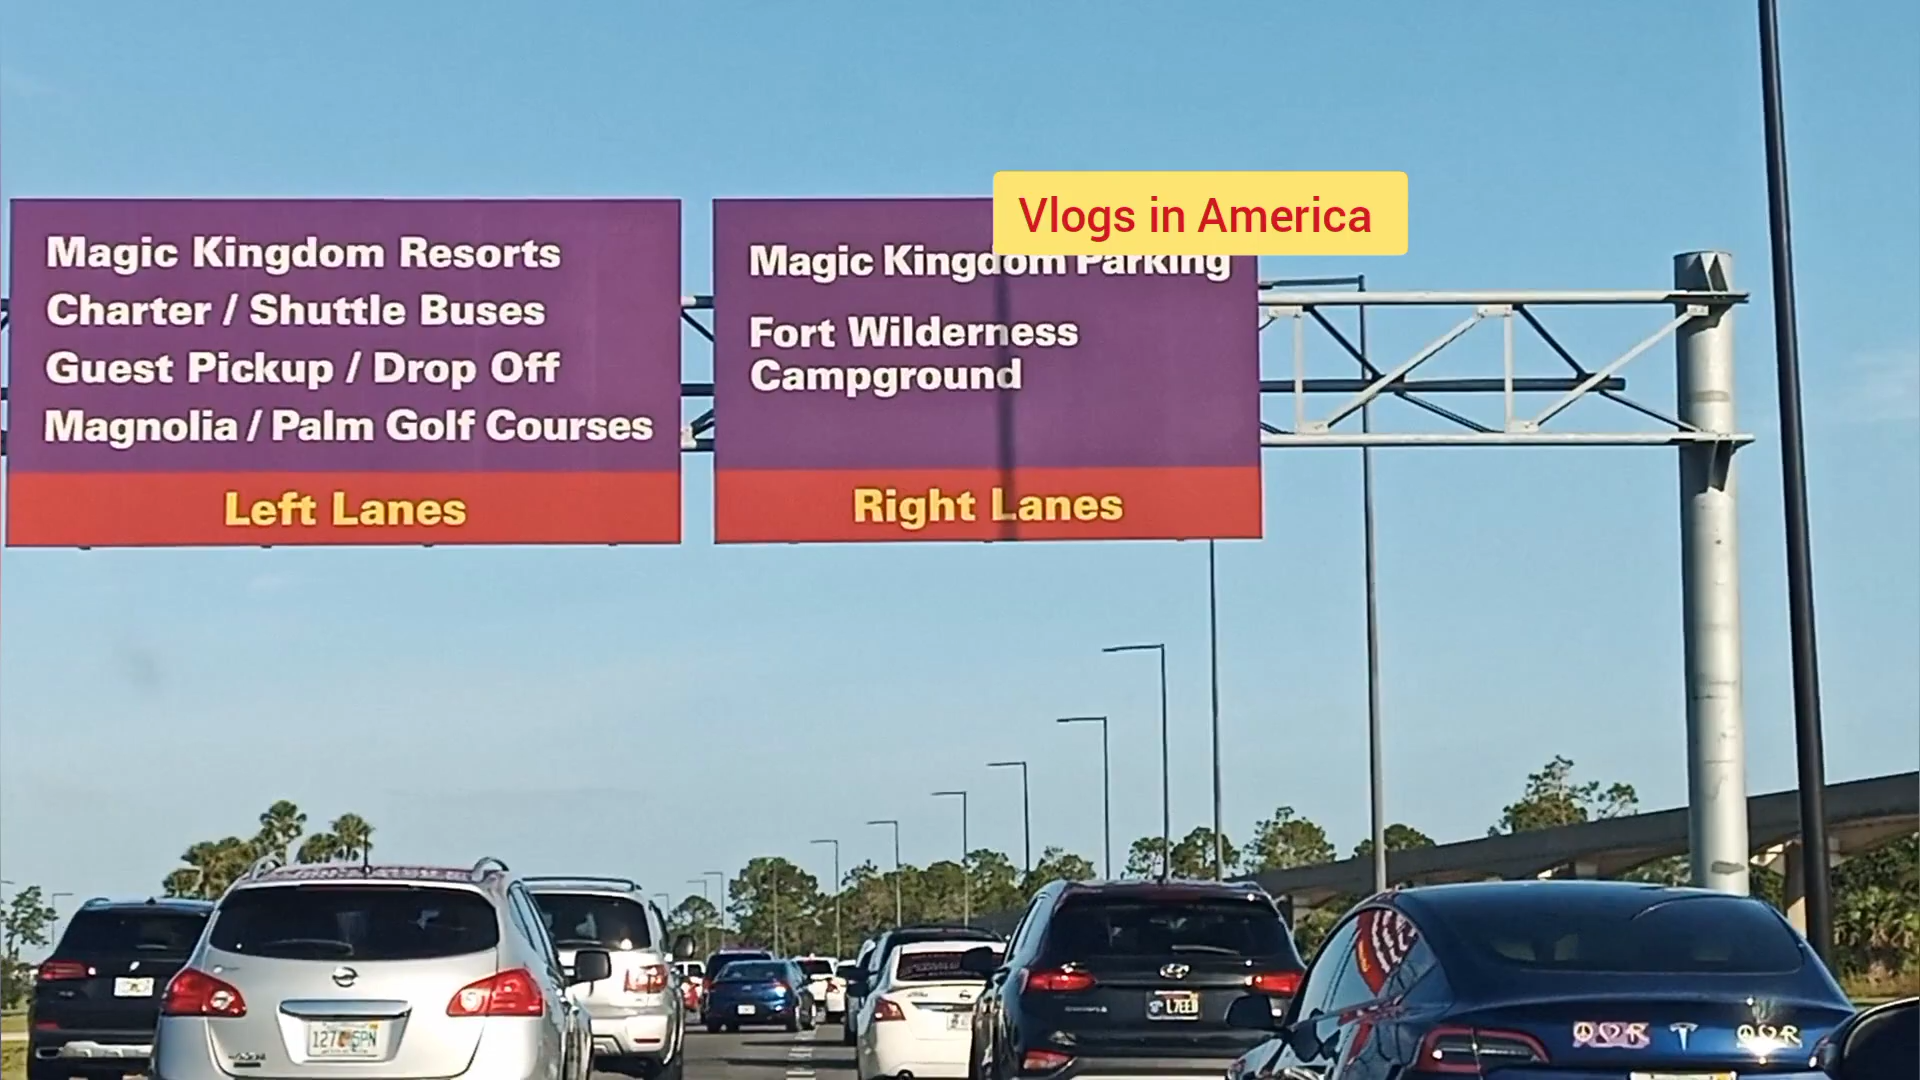 Vlogs in America
Magic Kingdom Resorts
Charter / Shuttle Buses
Guest Pickup / Drop Off
Magnolia / Palm Golf Courses
Left Lanes
Magic Kingdom Parking
Fort Wilderness
Campground
Right Lanes
L7EED